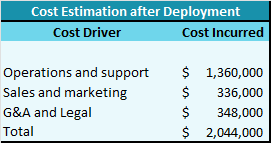 Cost Estimation after Deployment
Cost Driver Cost Incurred
Operations and support $ 1,360,000
Sales and marketing $ 336,000
G&A and Legal $ 348,000
Total $ 2,044,000